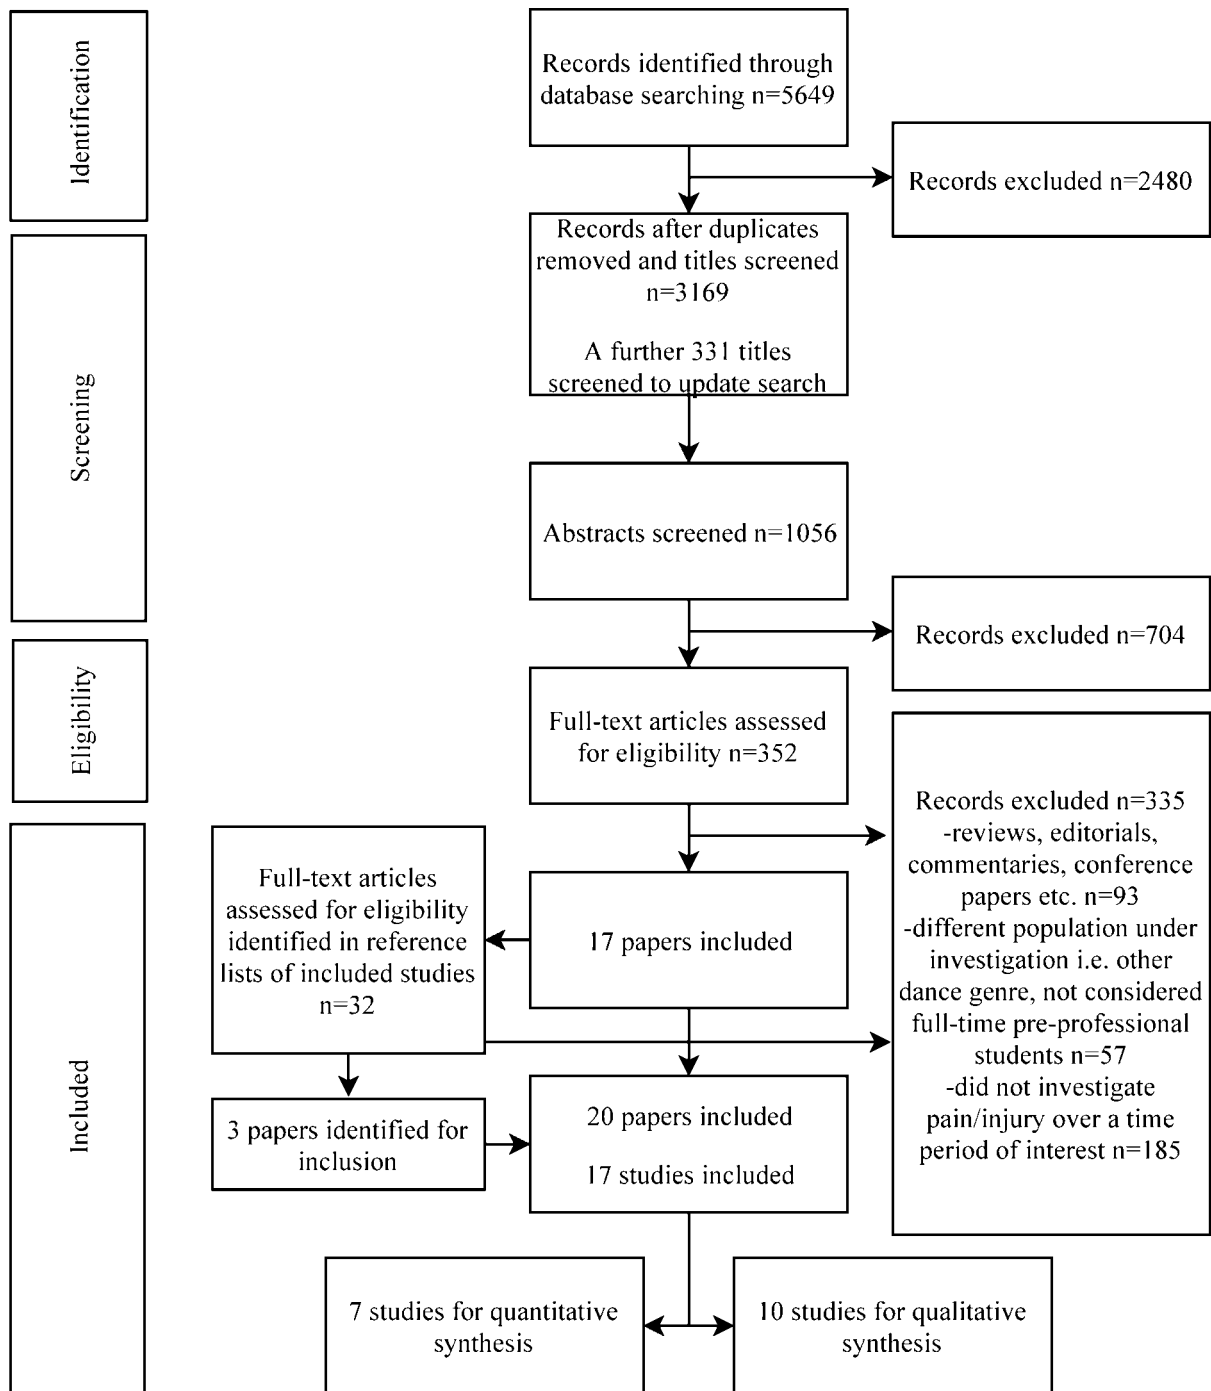 Identification
Records identified through
database searching n=5649
Records excluded n=2480
Screening
Records after duplicates
removed and titles screened
n=3169
A further 331 titles
screened to update search
Abstracts screened n=1056
Records excluded n=704
Eligibility
Full-text articles assessed
for eligibility n=352
Records excluded n=335
-reviews, editorials,
commentaries, conference
papers etc. n=93
-different population under
investigation i.e. other
dance genre, not considered
full-time pre-professional
students n=57
-did not investigate
pain/injury over a time
period of interest n=185
Included
Full-text articles
assessed for eligibility
identified in reference
lists of included studies
n=32
17 papers included
3 papers identified for
inclusion
20 papers included
17 studies included
7 studies for quantitative
synthesis
10 studies for qualitative
synthesis